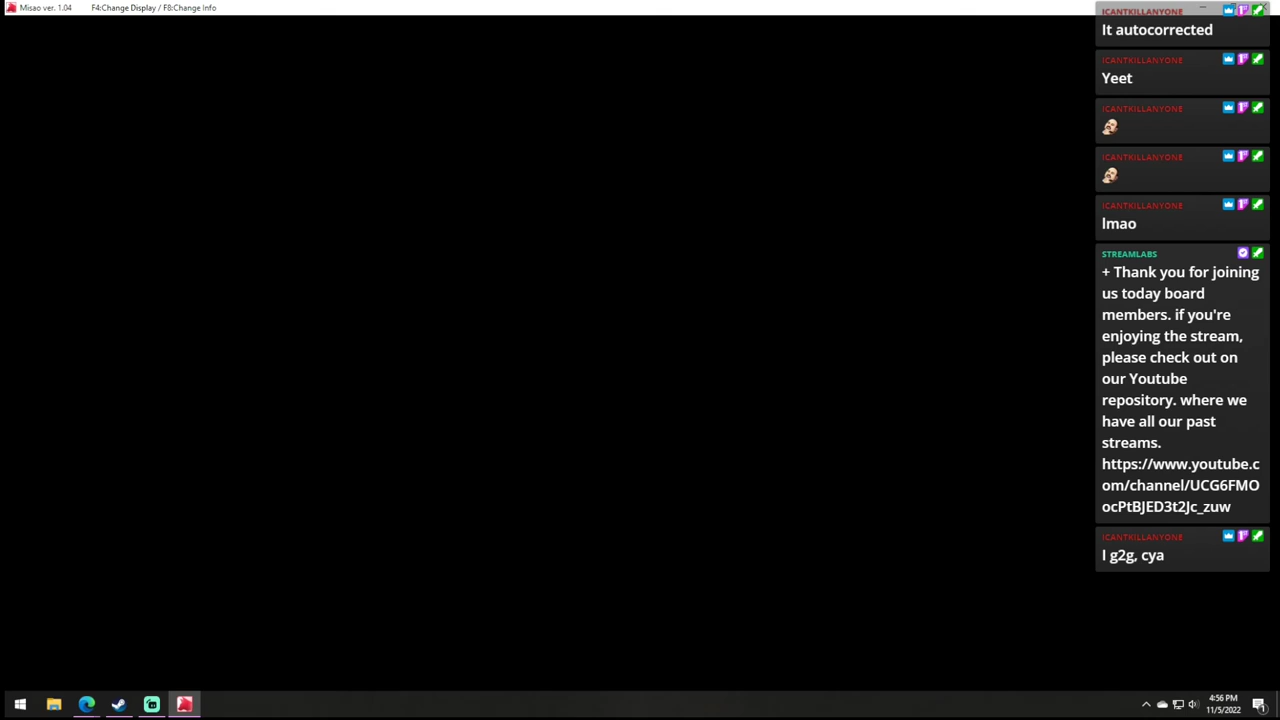 Misao ver. 1.04 F4:Change Display / F8:Change Info
ICANTKILLANYONE
It autocorrected
ICANTKILLANYONE
Yeet
ICANTKILLANYONE
ICANTKILLANYONE
ICANTKILLANYONE
lmao
STREAMLABS
+ Thank you for joining
us today board
members. if you're
enjoying the stream,
please check out on
our Youtube
repository. where we
have all our past
streams.
https://www.youtube.c
om/channel/UCG6FMO
ocPtBJED3t2Jc_zuw
ICANTKILLANYONE
I g2g, cya
4:56 PM
11/5/2022
1